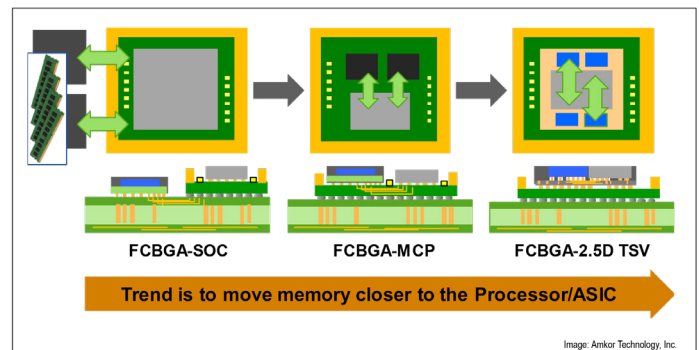 FCBGA-SOC
FCBGA-MCP
FCBGA-2.5D TSV
Trend is to move memory closer to the Processor/ASIC
Image: Amkor Technology, Inc.